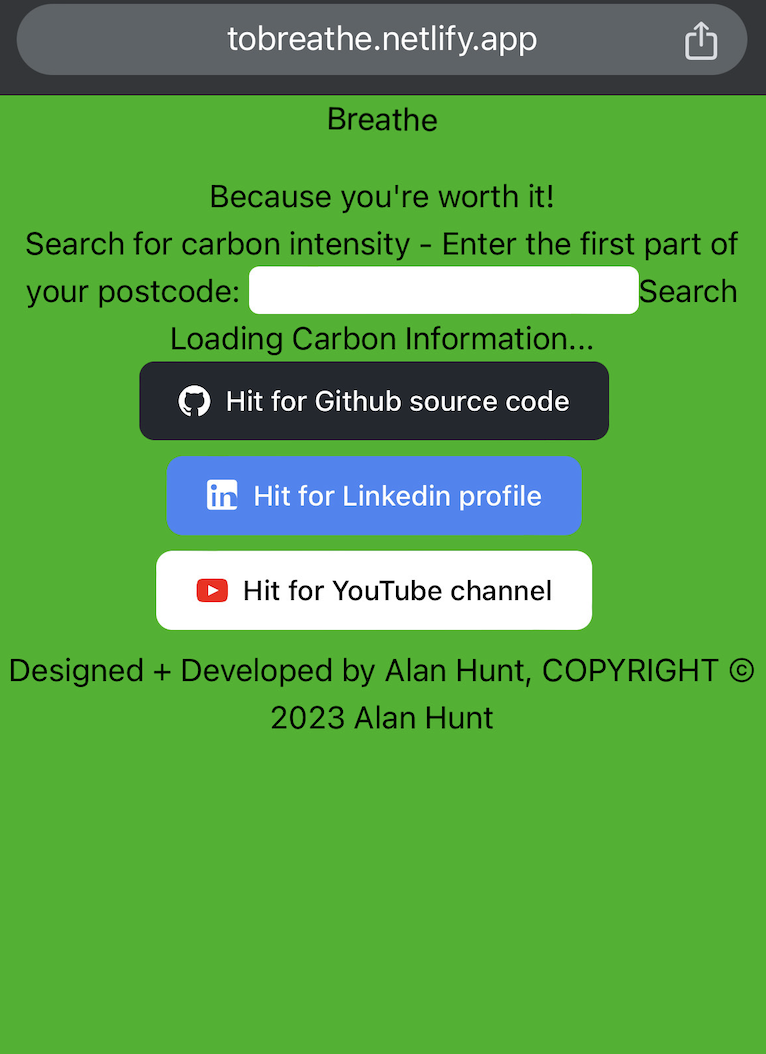 tobreathe.netlify.app
Breathe
Because you're worth it!
Search for carbon intensity - Enter the first part of
your postcode: Search
Loading Carbon Information...
Hit for Github source code
in Hit for Linkedin profile
Hit for YouTube channel
Designed + Developed by Alan Hunt, COPYRIGHT ©
2023 Alan Hunt